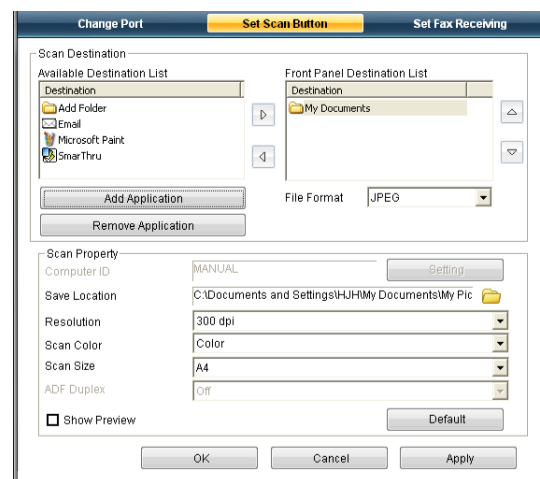 Change Port Set Scan Button Set Fax Receiving
Scan Destination
Available Destination List
Destination
Add Folder
Email
Microsoft Paint
SmarThru
Front Panel Destination List
Destination
My Documents
Add Application
Remove Application
File Format JPEG
Scan Property
Computer ID MANUAL Setting
Save Location C:\Documents and Settings\HJH\My Documents\My Pic
Resolution 300 dpi
Scan Color Color
Scan Size A4
ADF Duplex Off
Show Preview Default
OK Cancel Apply